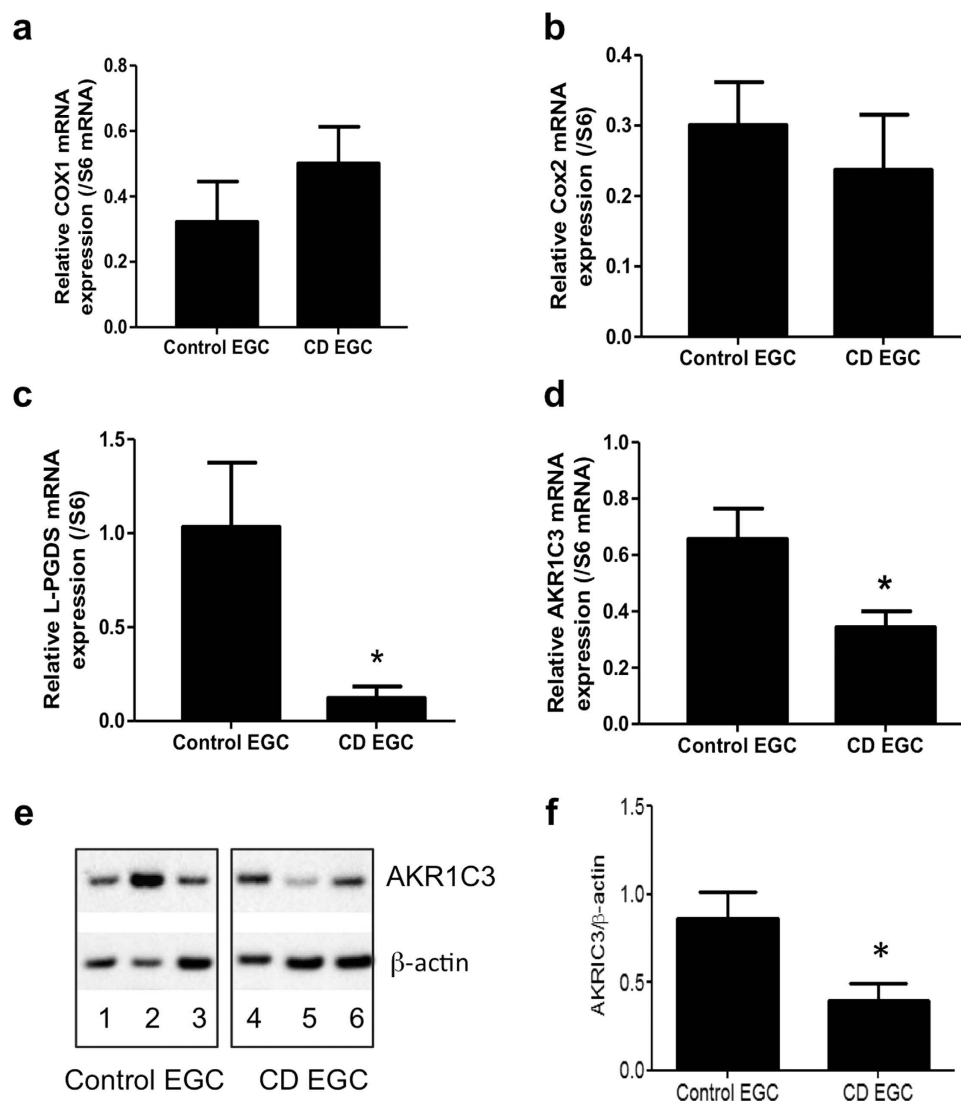 a
Relative COX1 mRNA
expression (/S6 mRNA)
0.8
0.6
0.4
0.2
0.0
Control EGC
CD EGC
b
Relative Cox2 mRNA
expression (/S6)
0.4
0.3
0.2
0.1
0.0
Control EGC
CD EGC
c
Relative L-PGDS mRNA
expression (/S6)
1.5
1.0
0.5
0.0
*
Control EGC
CD EGC
d
Relative AKR1C3 mRNA
expression (/S6 mRNA)
1.0
0.8
0.6
0.4
0.2
0.0
*
Control EGC
CD EGC
e
AKR1C3
β-actin
1 2 3 4 5 6
Control EGC CD EGC
f
AKRIC3/β-actin
1.5
1.0
0.5
0.0
*
Control EGC
CD EGC